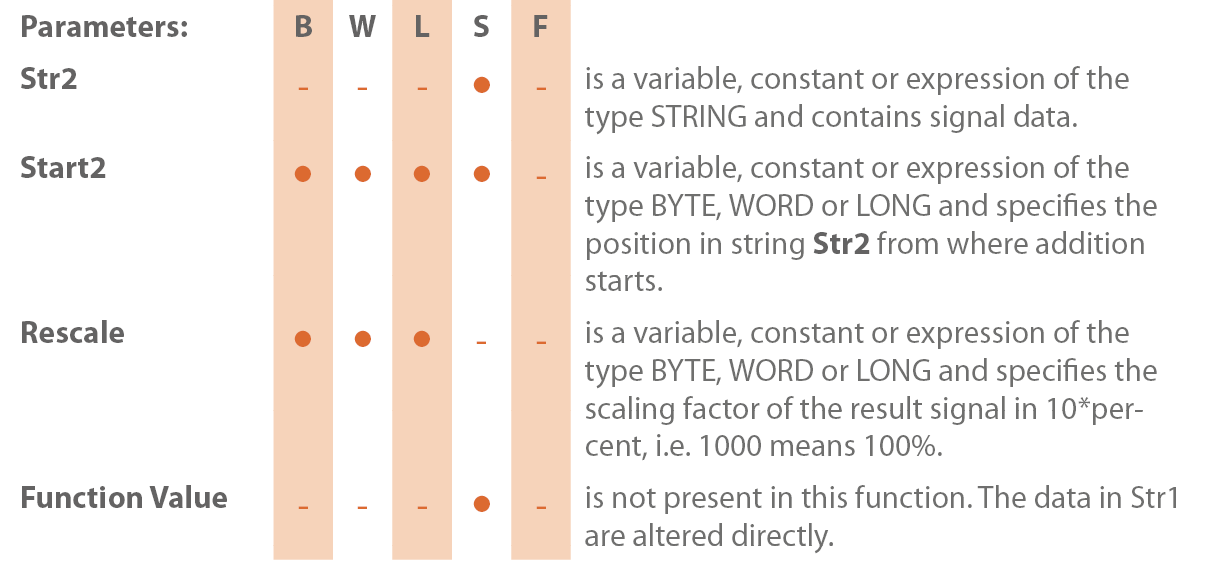 Parameters: B W L S F
Str2 - - - ● - is a variable, constant or expression of the
type STRING and contains signal data.
Start2 ● ● ● ● - is a variable, constant or expression of the
type BYTE, WORD or LONG and specifies the
position in string Str2 from where addition
starts.
Rescale ● ● ● - - is a variable, constant or expression of the
type BYTE, WORD or LONG and specifies the
scaling factor of the result signal in 10*per-
cent, i.e. 1000 means 100%.
Function Value - - - ● - is not present in this function. The data in Str1
are altered directly.